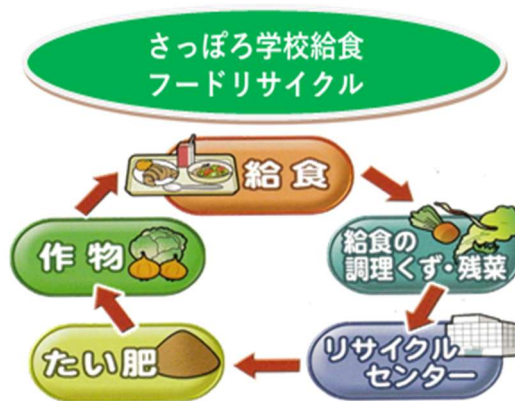 さっぽろ学校給食
フードリサイクル
給食
給食の
調理くず・残菜
リサイクル
センター
たい肥
作物